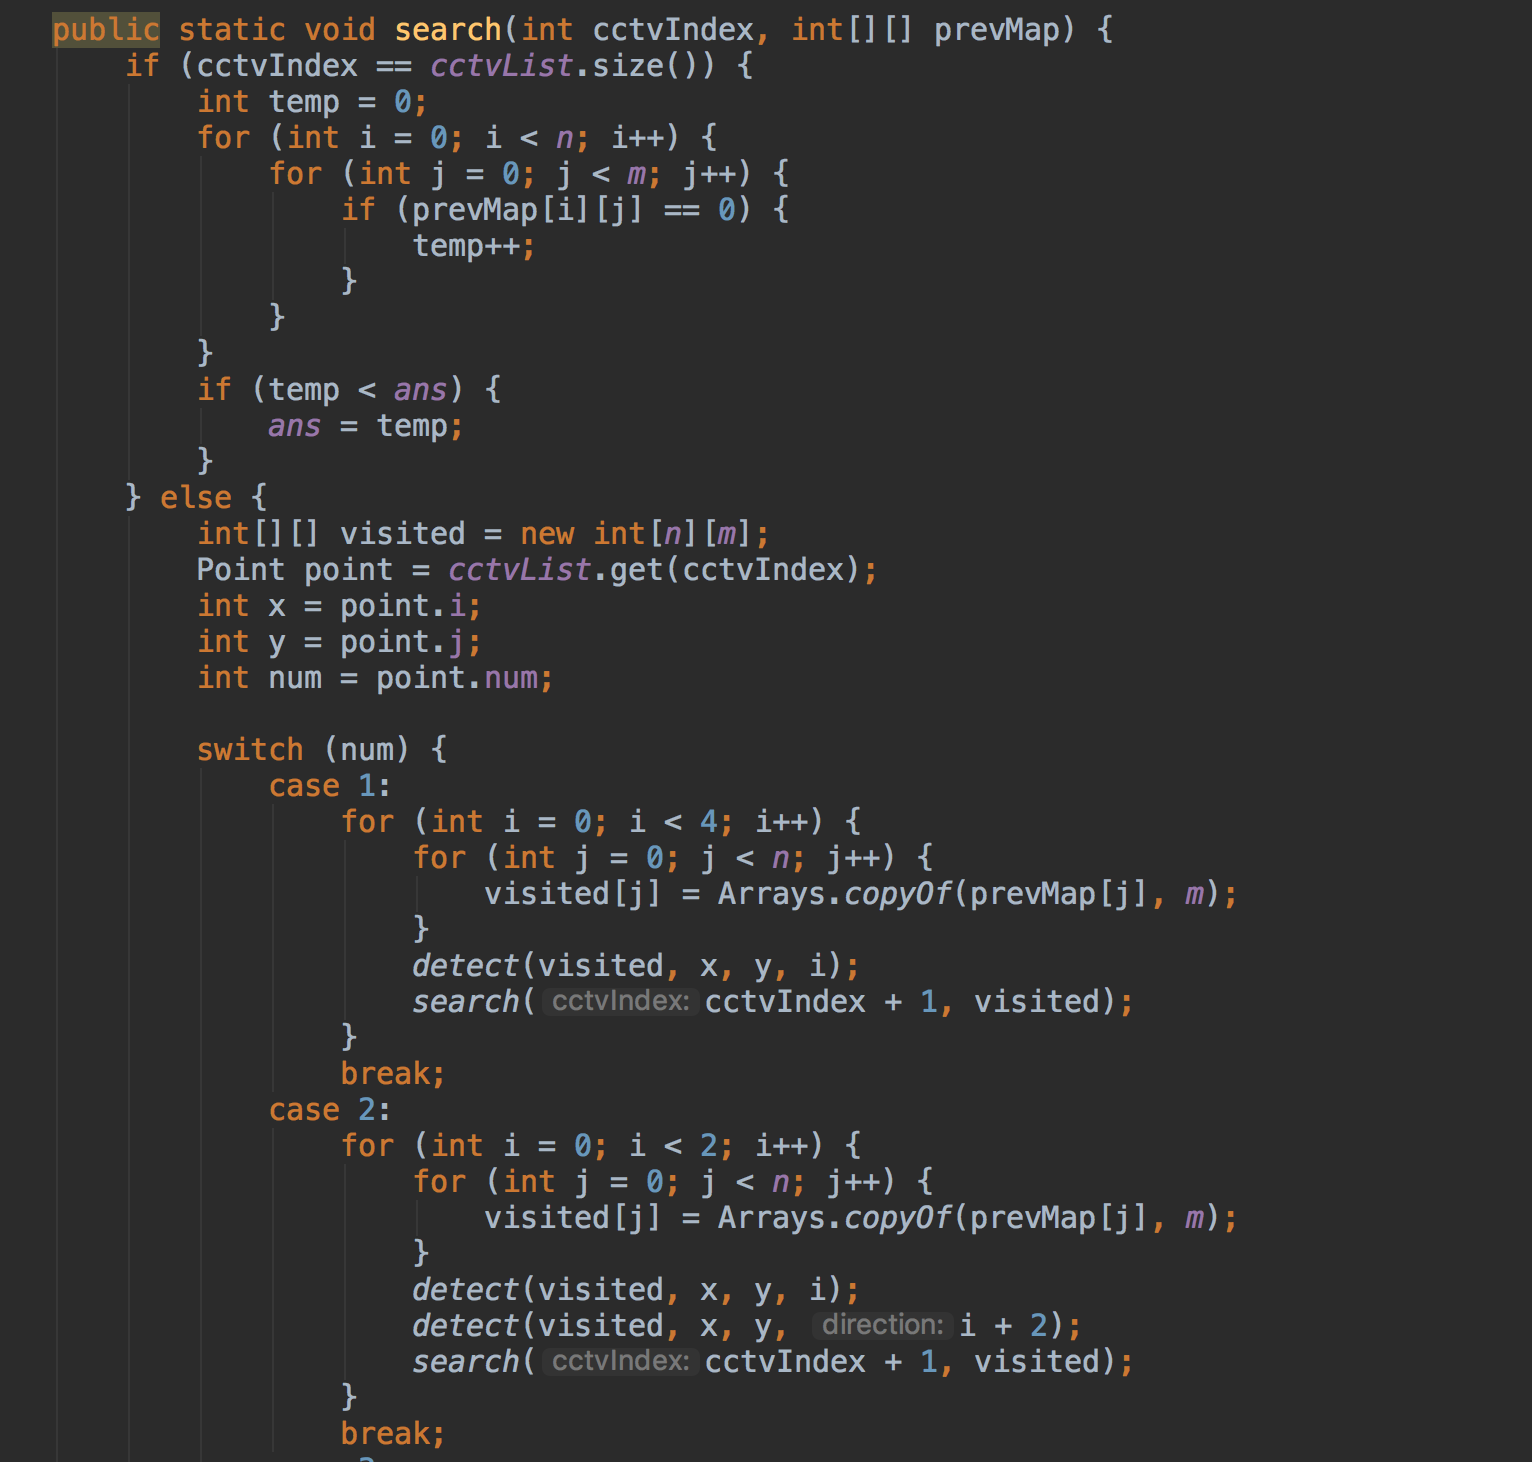 public static void search(int cctvIndex, int[][] prevMap) {
if (cctvIndex == cctvList.size()) {
int temp = 0;
for (int i = 0; i < n; i++) {
for (int j = 0; j < m; j++) {
if (prevMap[i][j] == 0) {
temp++;
}
}
}
if (temp < ans) {
ans = temp;
}
} else {
int[][] visited = new int[n][m];
Point point = cctvList.get(cctvIndex);
int x = point.i;
int y = point.j;
int num = point.num;
switch (num) {
case 1:
for (int i = 0; i < 4; i++) {
for (int j = 0; j < n; j++) {
visited[j] = Arrays.copyOf(prevMap[j], m);
}
detect(visited, x, y, i);
search( cctvIndex: cctvIndex + 1, visited);
}
break;
case 2:
for (int i = 0; i < 2; i++) {
for (int j = 0; j < n; j++) {
visited[j] = Arrays.copyOf(prevMap[j], m);
}
detect(visited, x, y, i);
detect(visited, x, y, direction: i + 2);
search( cctvIndex: cctvIndex + 1, visited);
}
break;